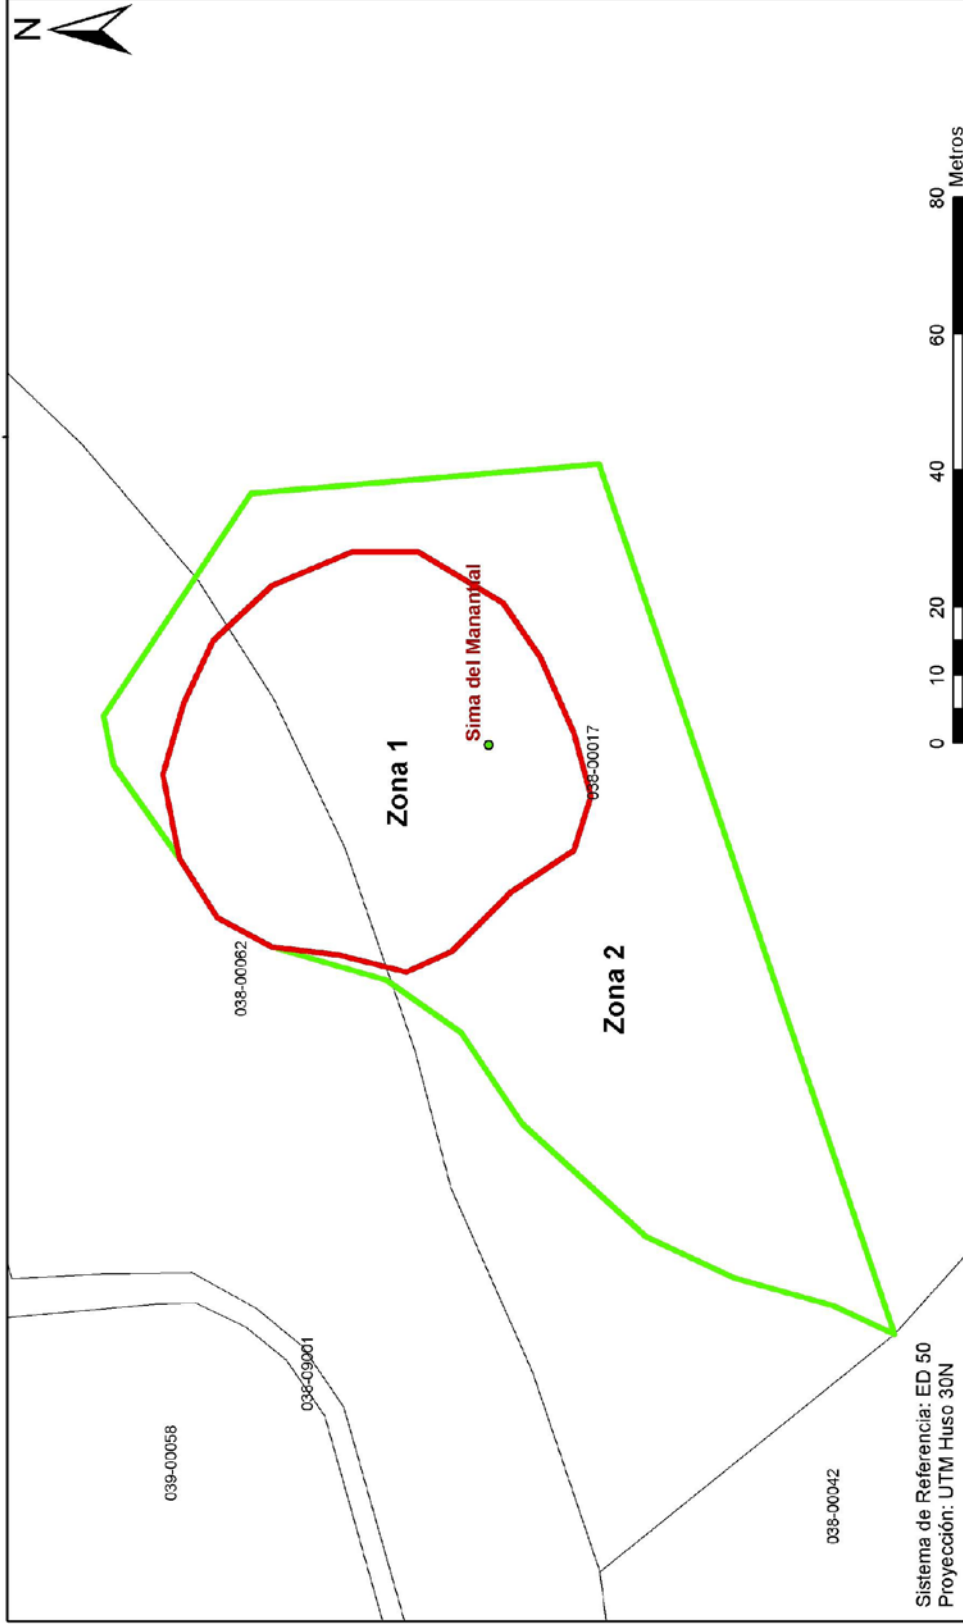 N
039-00058
038-09001
038-00062
Zona 1
Sima del Manantial
038-00017
Zona 2
038-00042
Sistema de Referencia: ED 50
Proyección: UTM Huso 30N
0 10 20 40 60 80
Metros